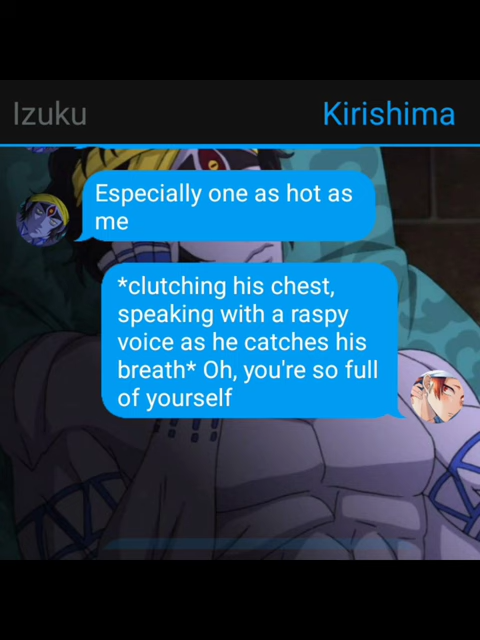 Izuku
Kirishima
Especially one as hot as
me
*clutching his chest,
speaking with a raspy
voice as he catches his
breath* Oh, you're so full
of yourself